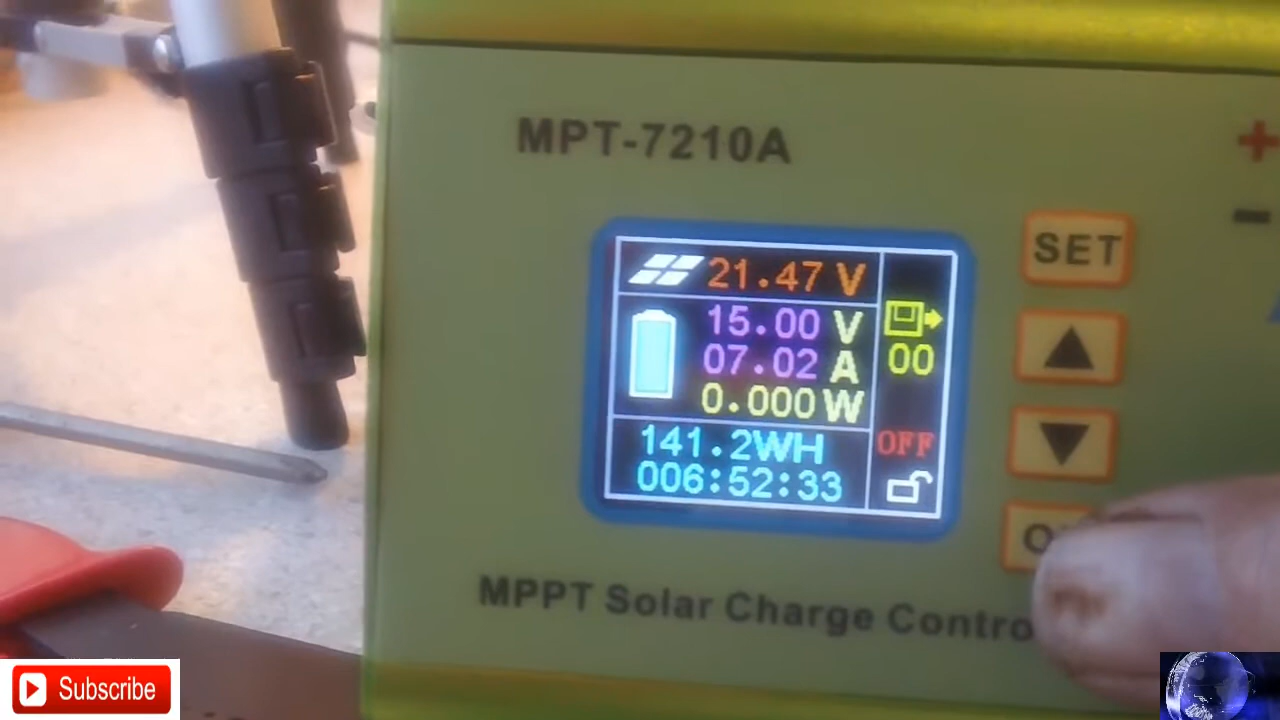 MPT-7210A
+
-
SET
21.47 V
15.00 V
07.02 A
00
0.000 W
OFF
141.2WH
006:52:33
MPPT Solar Charge
Subscribe